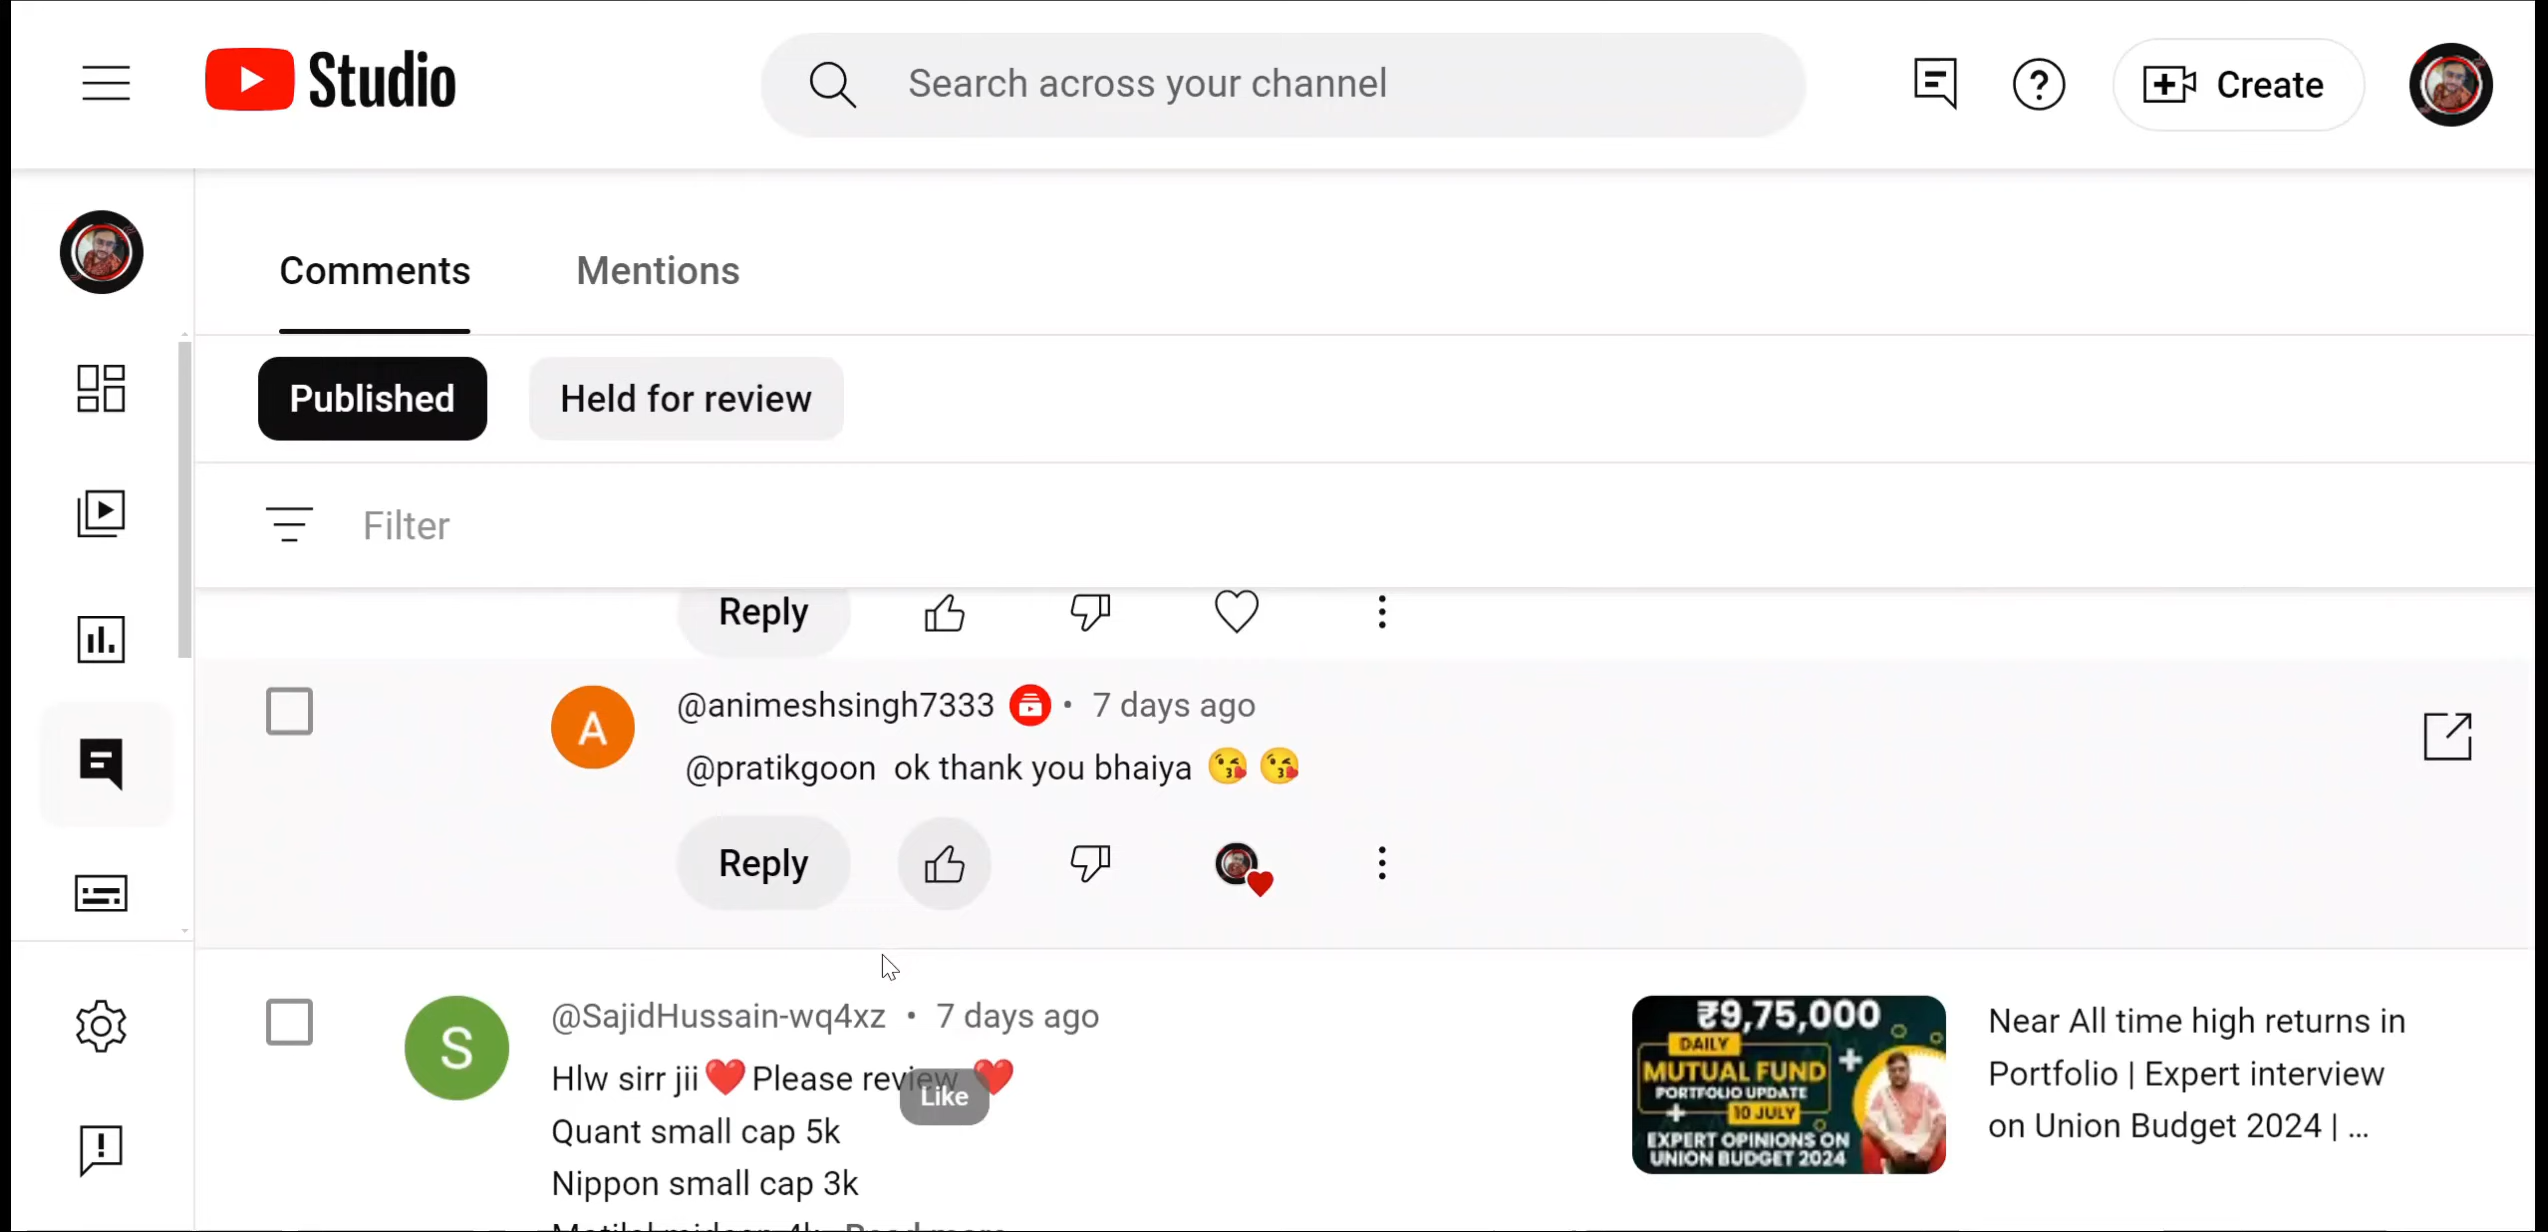 Studio
Search across your channel
Create
Comments
Mentions
Published
Held for review
Filter
Reply
@animeshsingh7333 • 7 days ago
@pratikgoon ok thank you bhaiya 😘 😘
Reply
A
@SajidHussain-wq4xz • 7 days ago
S
Hlw sirr jii❤️Please review ❤️
Like
Quant small cap 5k
Nippon small cap 3k
₹9,75,000
DAILY
MUTUAL FUND
PORTFOLIO UPDATE
10 JULY
EXPERT OPINIONS ON
UNION BUDGET 2024
Near All time high returns in
Portfolio | Expert interview
on Union Budget 2024 | ...